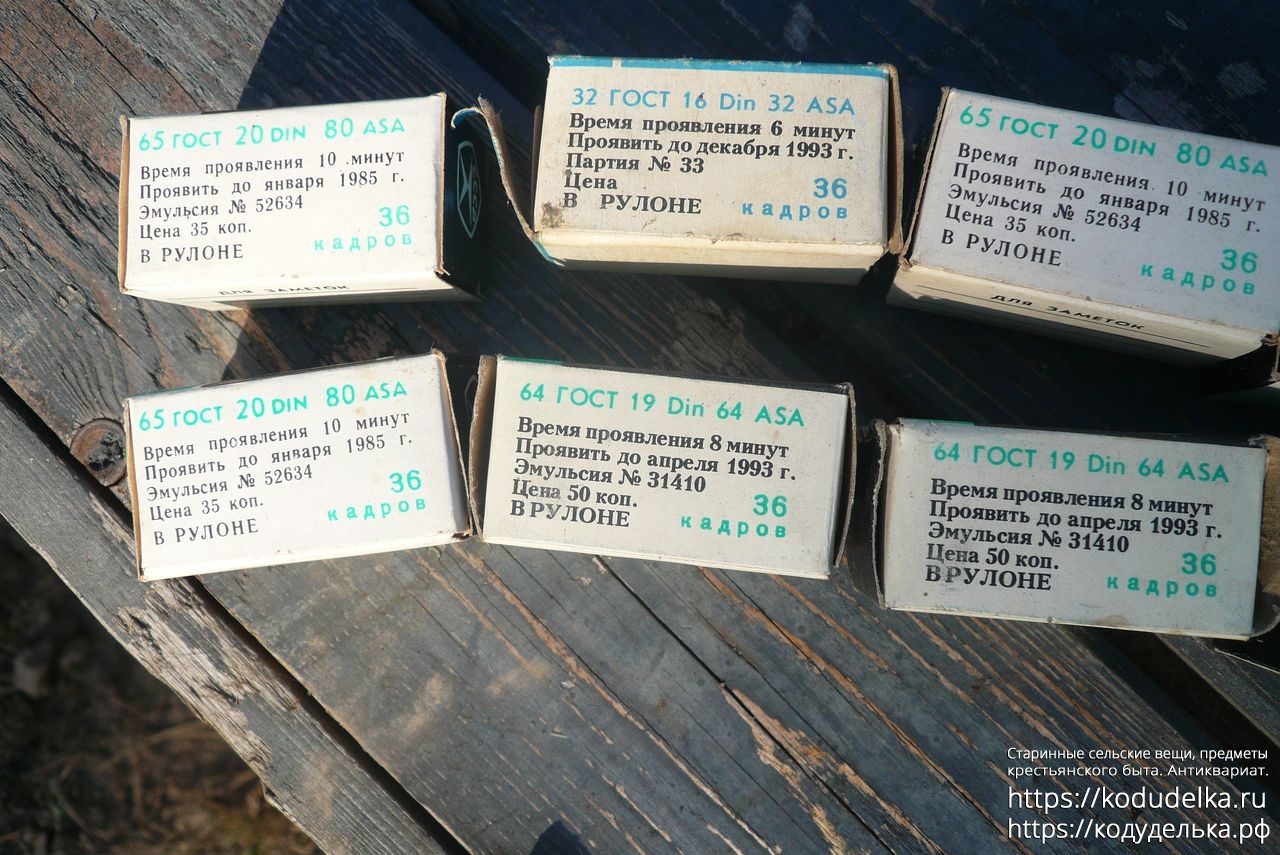 65 ГОСТ 20 DIN 80 ASA
Время проявления 10 минут
Проявить до января 1985 г.
Эмульсия № 52634
Цена 35 коп.
В РУЛОНЕ
36
кадров
ДЛЯ ЗАМЕТОК
32 ГОСТ 16 Din 32 ASA
Время проявления 6 минут
Проявить до декабря 1993 г.
Партия № 33
Цена
В РУЛОНЕ
36
кадров
65 ГОСТ 20 DIN 80 ASA
Время проявления 10 минут
Проявить до января 1985 г.
Эмульсия № 52634
Цена 35 коп.
В РУЛОНЕ
36
кадров
ДЛЯ ЗАМЕТОК
65 ГОСТ 20 DIN 80 ASA
Время проявления 10 минут
Проявить до января 1985 г.
Эмульсия № 52634
Цена 35 коп.
В РУЛОНЕ
36
кадров
64 ГОСТ 19 Din 64 ASA
Время проявления 8 минут
Проявить до апреля 1993 г.
Эмульсия № 31410
Цена 50 коп.
В РУЛОНЕ
36
кадров
64 ГОСТ 19 Din 64 ASA
Время проявления 8 минут
Проявить до апреля 1993 г.
Эмульсия № 31410
Цена 50 коп.
В РУЛОНЕ
36
кадров
Старинные сельские вещи, предметы
крестьянского быта. Антиквариат.
https://kodudelka.ru
https://кодуделька.рф